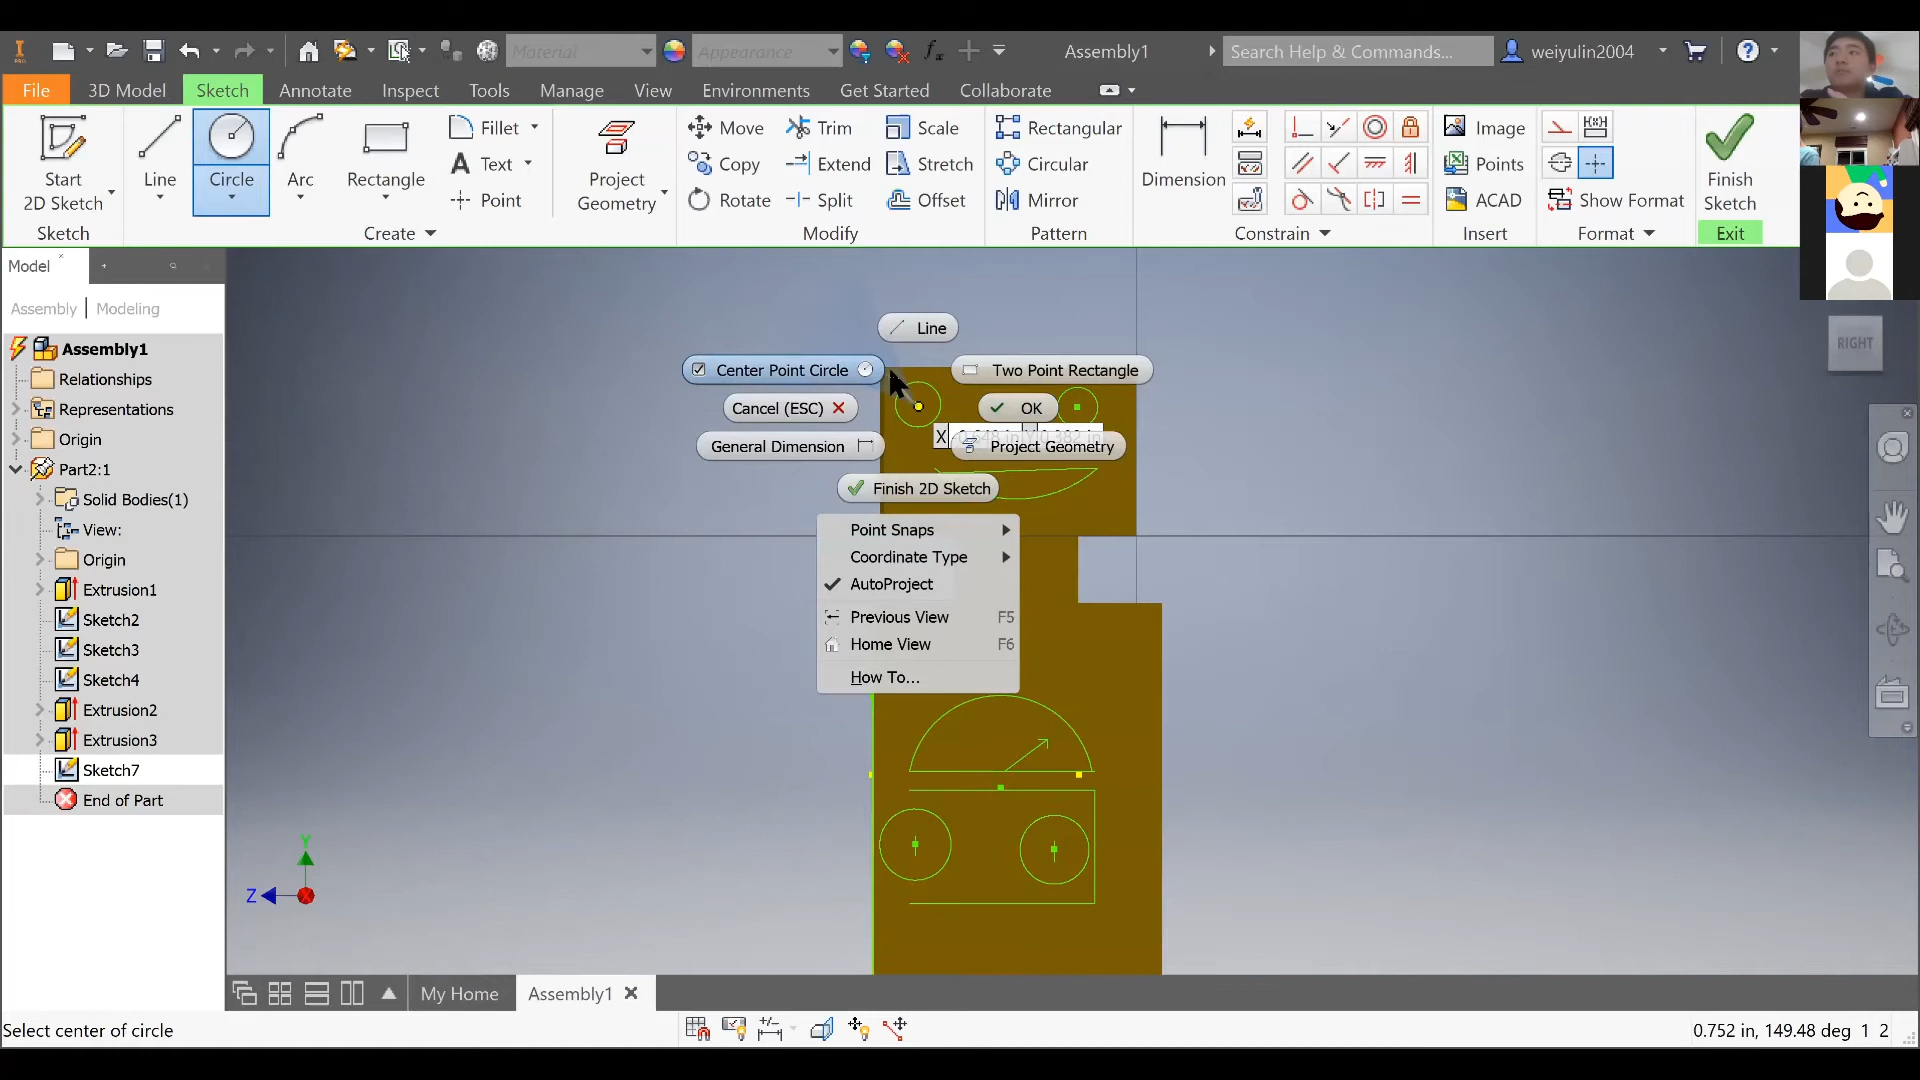 Material
Appearance
Assembly1
Search Help & Commands...
weiyulin2004
File
3D Model
Sketch
Annotate
Inspect
Tools
Manage
View
Environments
Get Started
Collaborate
Start
2D Sketch
Line
Circle
Arc
Rectangle
Fillet
Text
Point
Project
Geometry
Move
Copy
Rotate
Trim
Extend
Split
Scale
Stretch
Offset
Rectangular
Circular
Mirror
Dimension
Image
Points
ACAD
Show Format
Finish
Sketch
Sketch
Create
Modify
Pattern
Constrain
Insert
Format
Exit
Model
Assembly
Modeling
Assembly1
Relationships
Representations
Origin
Part2:1
Solid Bodies(1)
View:
Origin
Extrusion1
Sketch2
Sketch3
Sketch4
Extrusion2
Extrusion3
Sketch7
End of Part
Line
Center Point Circle
Two Point Rectangle
Cancel (ESC)
OK
X
General Dimension
Project Geometry
Finish 2D Sketch
Point Snaps
Coordinate Type
AutoProject
Previous View F5
Home View F6
How To...
RIGHT
Y
Z
My Home
Assembly1
Select center of circle
0.752 in, 149.48 deg 1 2